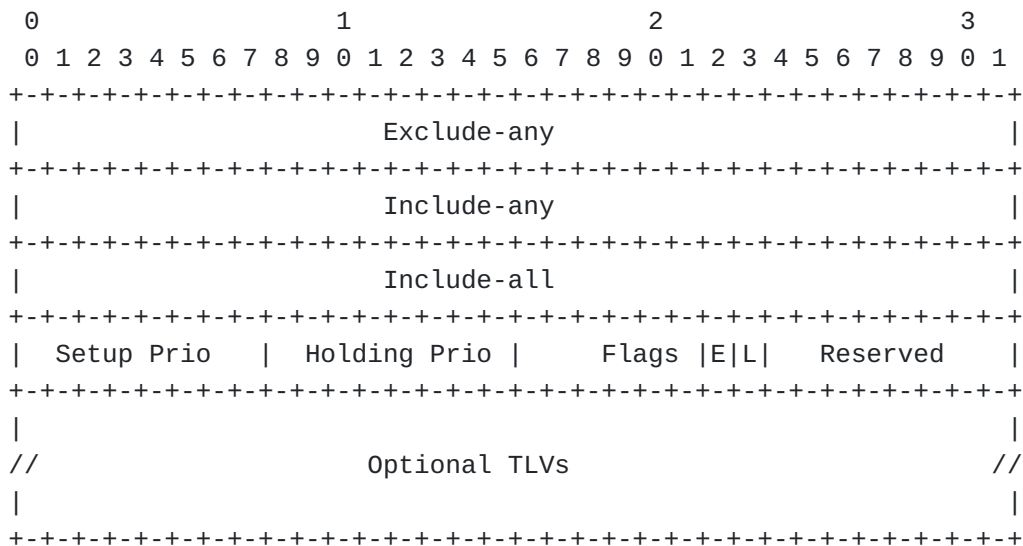 0                   1                   2                   3
 0 1 2 3 4 5 6 7 8 9 0 1 2 3 4 5 6 7 8 9 0 1 2 3 4 5 6 7 8 9 0 1
+-+-+-+-+-+-+-+-+-+-+-+-+-+-+-+-+-+-+-+-+-+-+-+-+-+-+-+-+-+-+-+-+
|                       Exclude-any                             |
+-+-+-+-+-+-+-+-+-+-+-+-+-+-+-+-+-+-+-+-+-+-+-+-+-+-+-+-+-+-+-+-+
|                       Include-any                             |
+-+-+-+-+-+-+-+-+-+-+-+-+-+-+-+-+-+-+-+-+-+-+-+-+-+-+-+-+-+-+-+-+
|                       Include-all                             |
+-+-+-+-+-+-+-+-+-+-+-+-+-+-+-+-+-+-+-+-+-+-+-+-+-+-+-+-+-+-+-+-+
|  Setup Prio   |  Holding Prio |     Flags |E|L|   Reserved    |
+-+-+-+-+-+-+-+-+-+-+-+-+-+-+-+-+-+-+-+-+-+-+-+-+-+-+-+-+-+-+-+-+
|                                                               |
//                     Optional TLVs                           //
|                                                               |
+-+-+-+-+-+-+-+-+-+-+-+-+-+-+-+-+-+-+-+-+-+-+-+-+-+-+-+-+-+-+-+-+